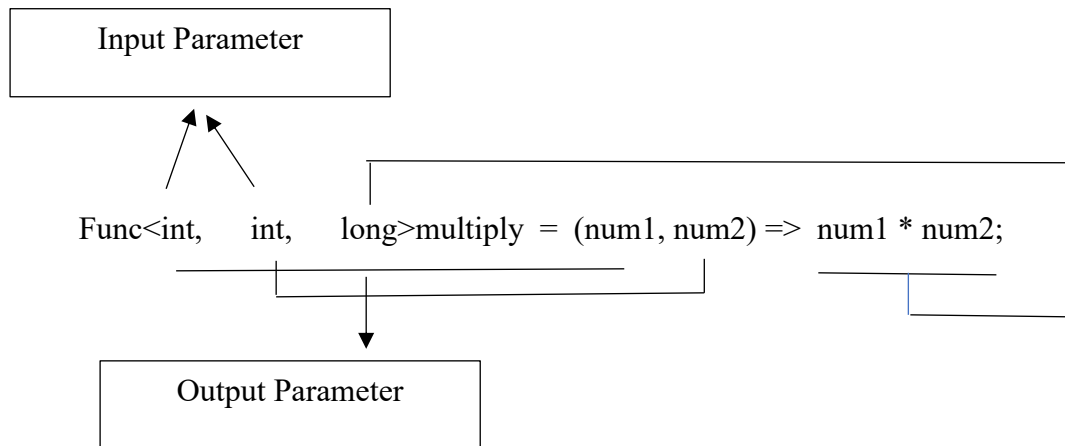 Input Parameter
Func<int, int, long>multiply = (num1, num2) => num1 * num2;
Output Parameter